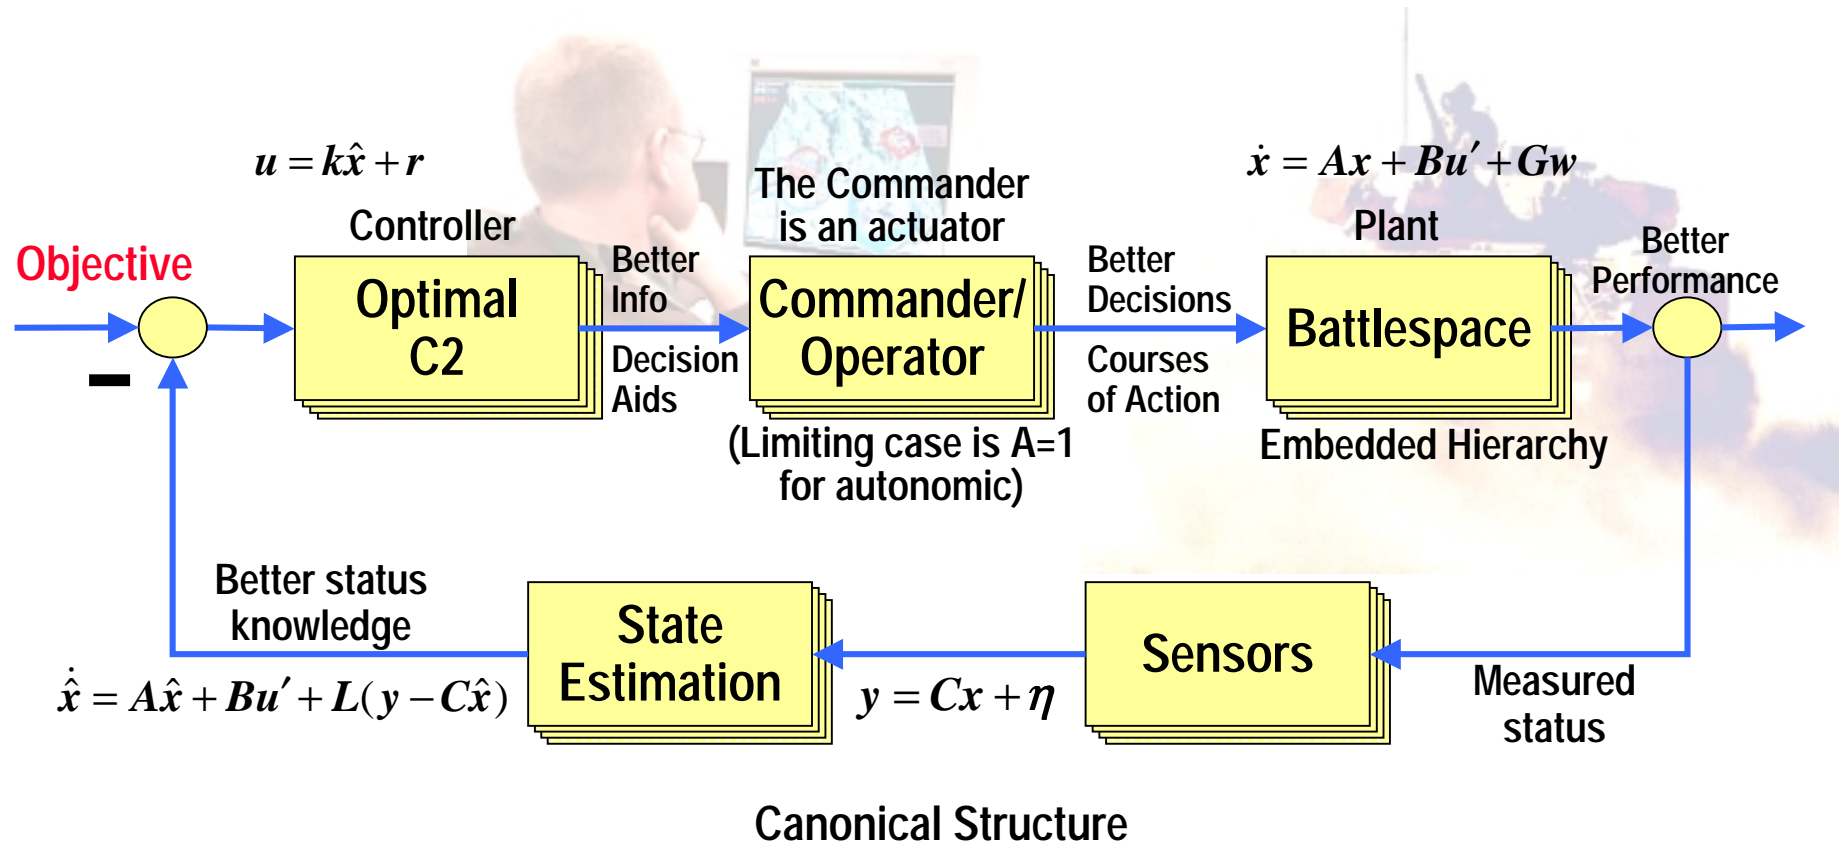 u = kx̂ + r
The Commander
is an actuator
ẋ = Ax + Bu′ + Gw
Controller
Plant
Better
Performance
Objective
Optimal
C2
Better
Info
Decision
Aids
Commander/
Operator
Better
Decisions
Courses
of Action
Battlespace
–
(Limiting case is A=1
for autonomic)
Embedded Hierarchy
Better status
knowledge
State
Estimation
Sensors
x̂̇ = Ax̂ + Bu′ + L(y – Cx̂)
y = Cx + η
Measured
status
Canonical Structure